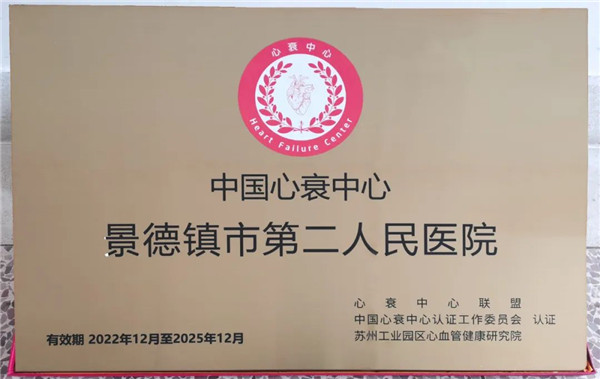 心衰中心
Heart Failure Center
中国心衰中心
景德镇市第二人民医院
心衰中心联盟
中国心衰中心认证工作委员会 认证
苏州工业园区心血管健康研究院
有效期 2022年12月至2025年12月